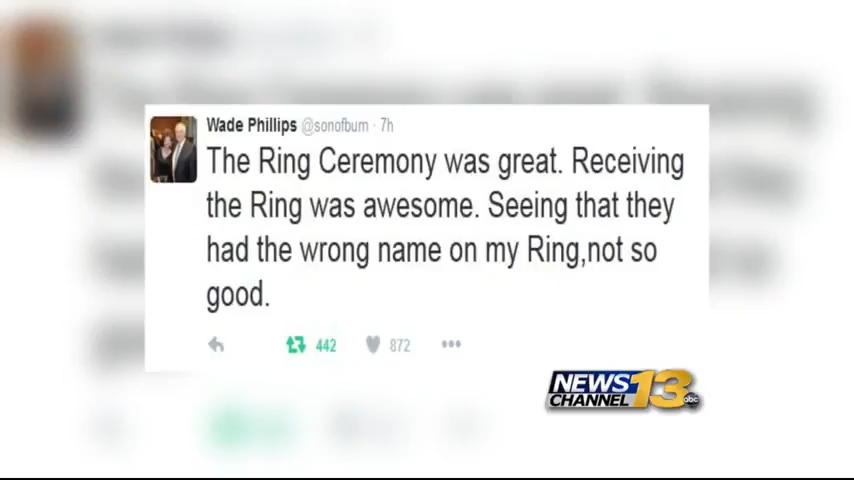 Wade Phillips @sonofbum · 7h
The Ring Ceremony was great. Receiving
the Ring was awesome. Seeing that they
had the wrong name on my Ring,not so
good.
442 872 •••
NEWS
CHANNEL 13 abc